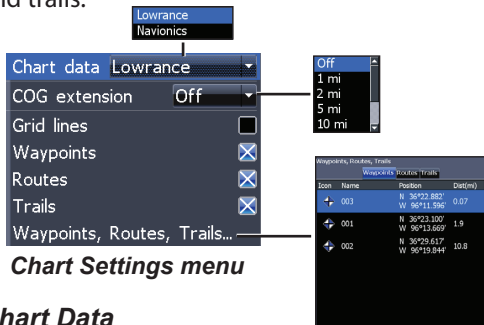 nd trails.
Lowrance
Navionics
Chart data Lowrance
COG extension Off
Grid lines
Waypoints
Routes
Trails
Waypoints, Routes, Trails...
Off
1 mi
2 mi
5 mi
10 mi
Waypoints, Routes, Trails
Waypoints Routes Trails
Icon Name Position Dist(mi)
003 N 36°22.882' W 96°11.596' 0.07
001 N 36°23.100' W 96°13.669' 1.9
002 N 36°29.617' W 96°19.844' 10.8
Chart Settings menu
hart Data